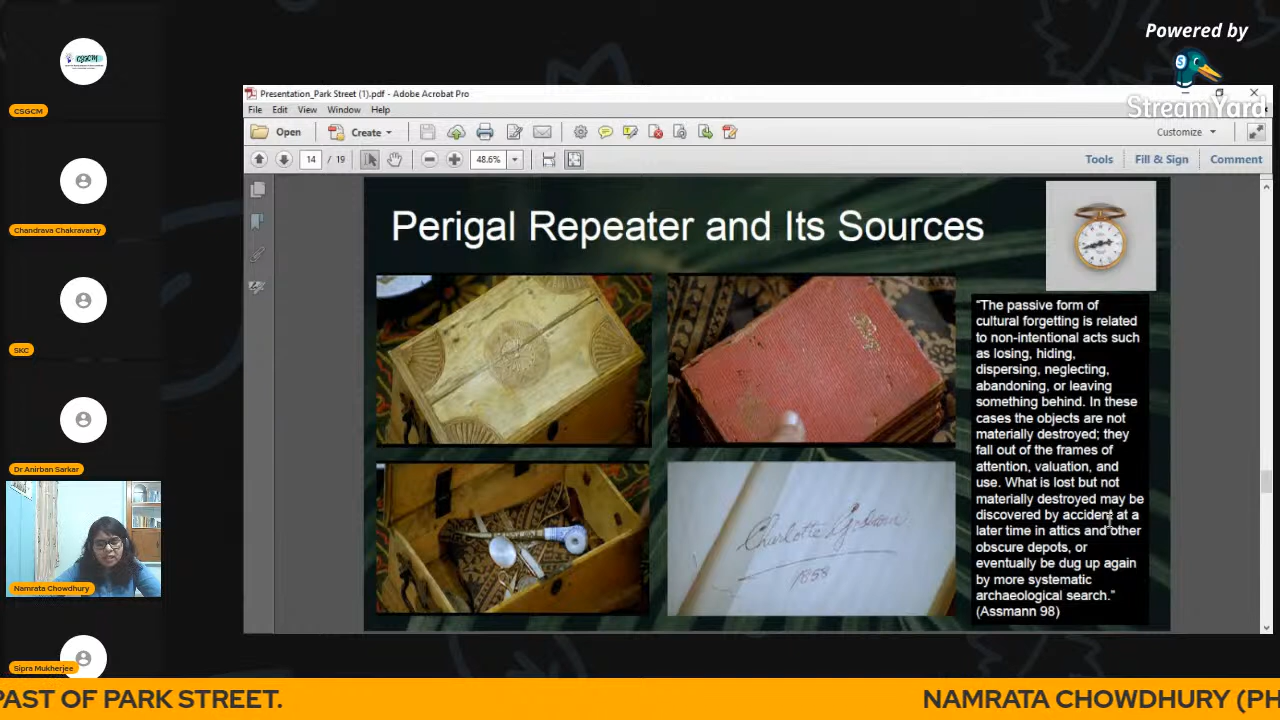 Powered by
StreamYard
CSGCM
CSGCM
Chandrava Chakravarty
SKC
Dr Anirban Sarkar
Namrata Chowdhury
Sipra Mukherjee
Presentation_Park Street (1).pdf - Adobe Acrobat Pro
File Edit View Window Help
Open Create Customize
14 / 19 48.6% Tools Fill & Sign Comment
Perigal Repeater and Its Sources
"The passive form of
cultural forgetting is related
to non-intentional acts such
as losing, hiding,
dispersing, neglecting,
abandoning, or leaving
something behind. In these
cases the objects are not
materially destroyed; they
fall out of the frames of
attention, valuation, and
use. What is lost but not
materially destroyed may be
discovered by accident at a
later time in attics and other
obscure depots, or
eventually be dug up again
by more systematic
archaeological search."
(Assmann 98)
Charlotte
1858
PAST OF PARK STREET. NAMRATA CHOWDHURY (PH